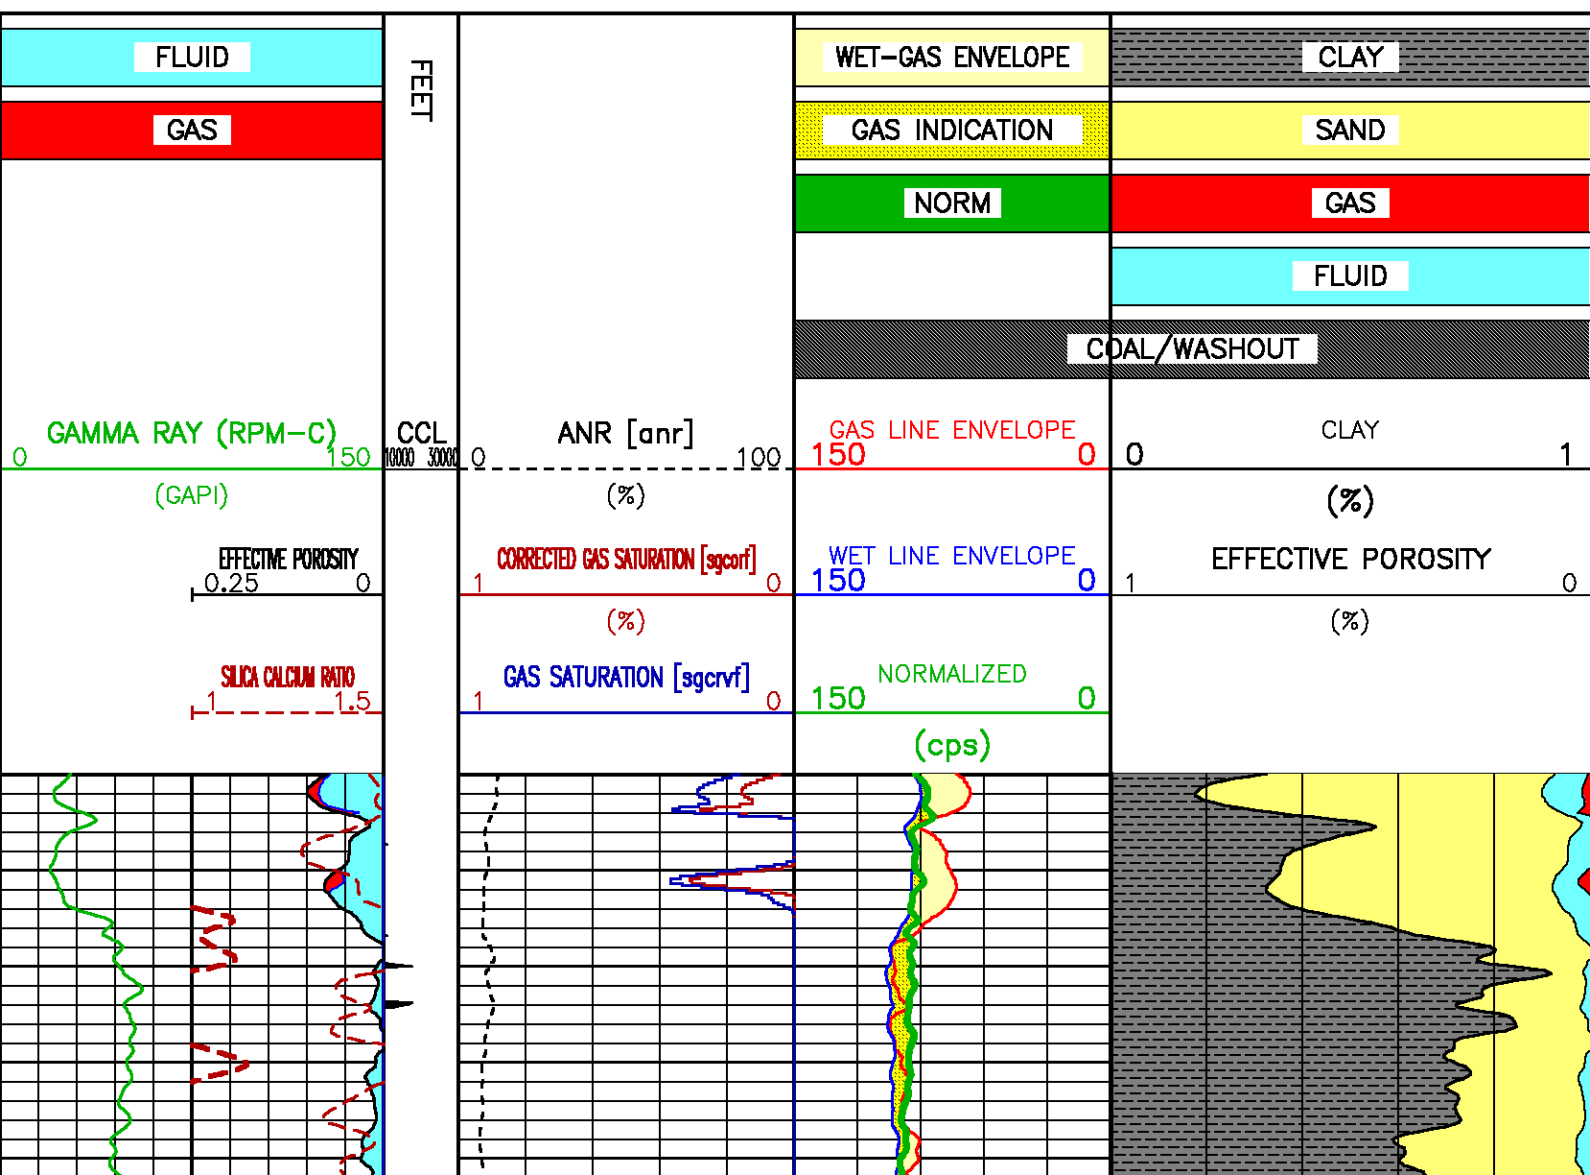 FLUID
GAS
GAMMA RAY (RPM-C)
0 150
(GAPI)
EFFECTIVE POROSITY
0.25 0
SILICA CALCIUM RATIO
1 1.5
FEET
CCL
10000 30000
ANR [anr]
0 100
(%)
CORRECTED GAS SATURATION [sgcorf]
1 0
(%)
GAS SATURATION [sgcrvf]
1 0
WET-GAS ENVELOPE
GAS INDICATION
NORM
COAL/WASHOUT
GAS LINE ENVELOPE
150 0
WET LINE ENVELOPE
150 0
NORMALIZED
150 0
(cps)
CLAY
SAND
GAS
FLUID
CLAY
0 1
(%)
EFFECTIVE POROSITY
1 0
(%)